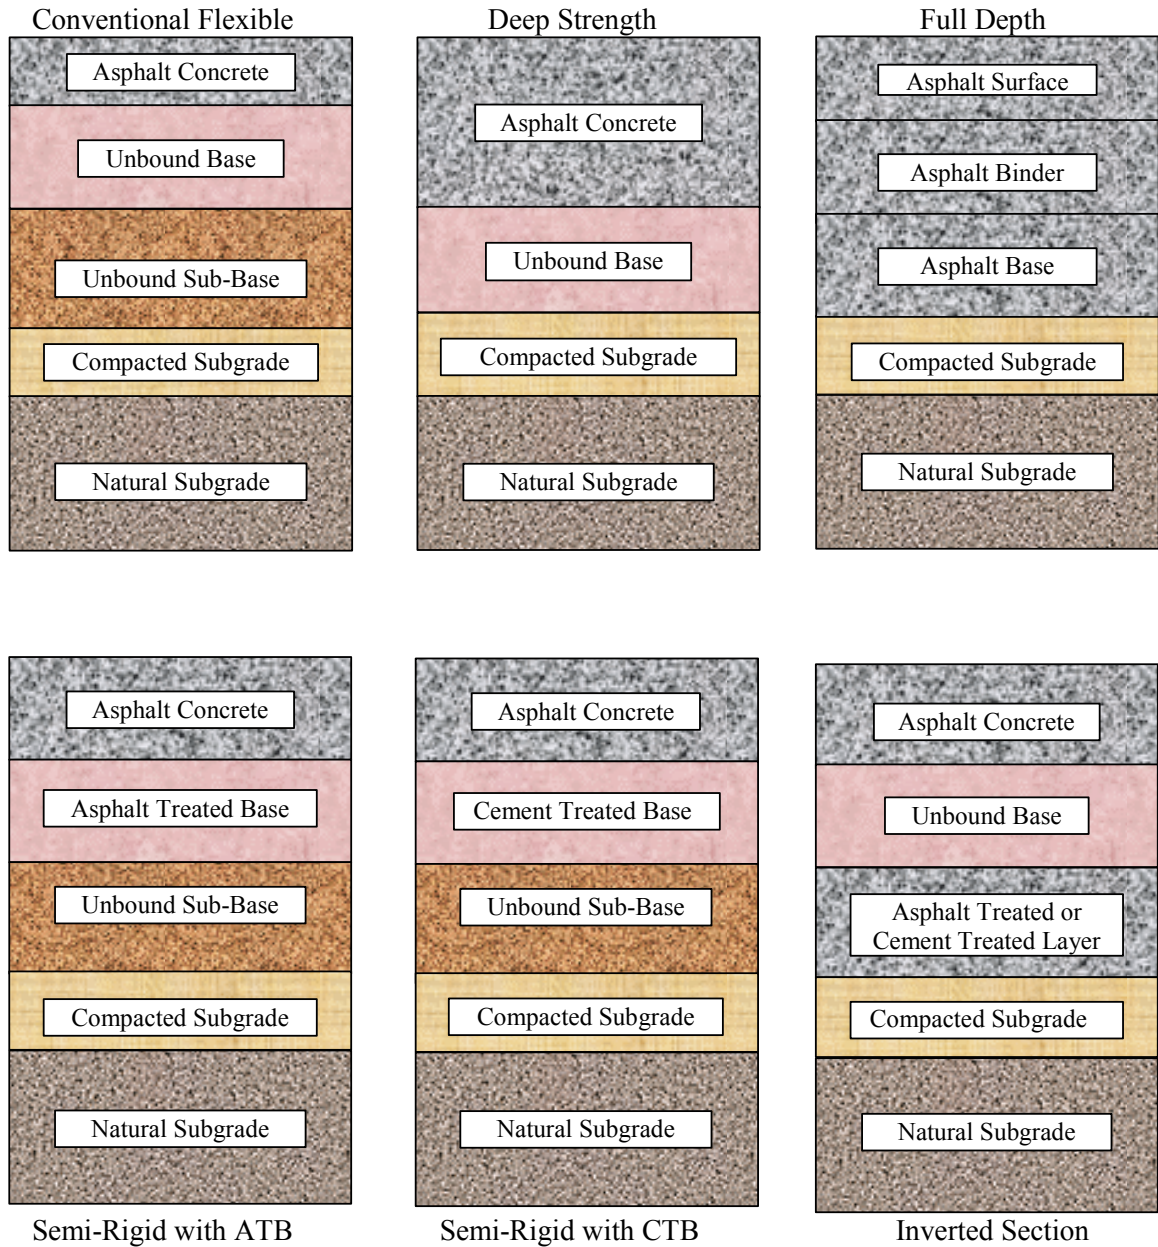 Conventional Flexible
Asphalt Concrete
Unbound Base
Unbound Sub-Base
Compacted Subgrade
Natural Subgrade
Deep Strength
Asphalt Concrete
Unbound Base
Compacted Subgrade
Natural Subgrade
Full Depth
Asphalt Surface
Asphalt Binder
Asphalt Base
Compacted Subgrade
Natural Subgrade
Asphalt Concrete
Asphalt Treated Base
Unbound Sub-Base
Compacted Subgrade
Natural Subgrade
Semi-Rigid with ATB
Asphalt Concrete
Cement Treated Base
Unbound Sub-Base
Compacted Subgrade
Natural Subgrade
Semi-Rigid with CTB
Asphalt Concrete
Unbound Base
Asphalt Treated or
Cement Treated Layer
Compacted Subgrade
Natural Subgrade
Inverted Section